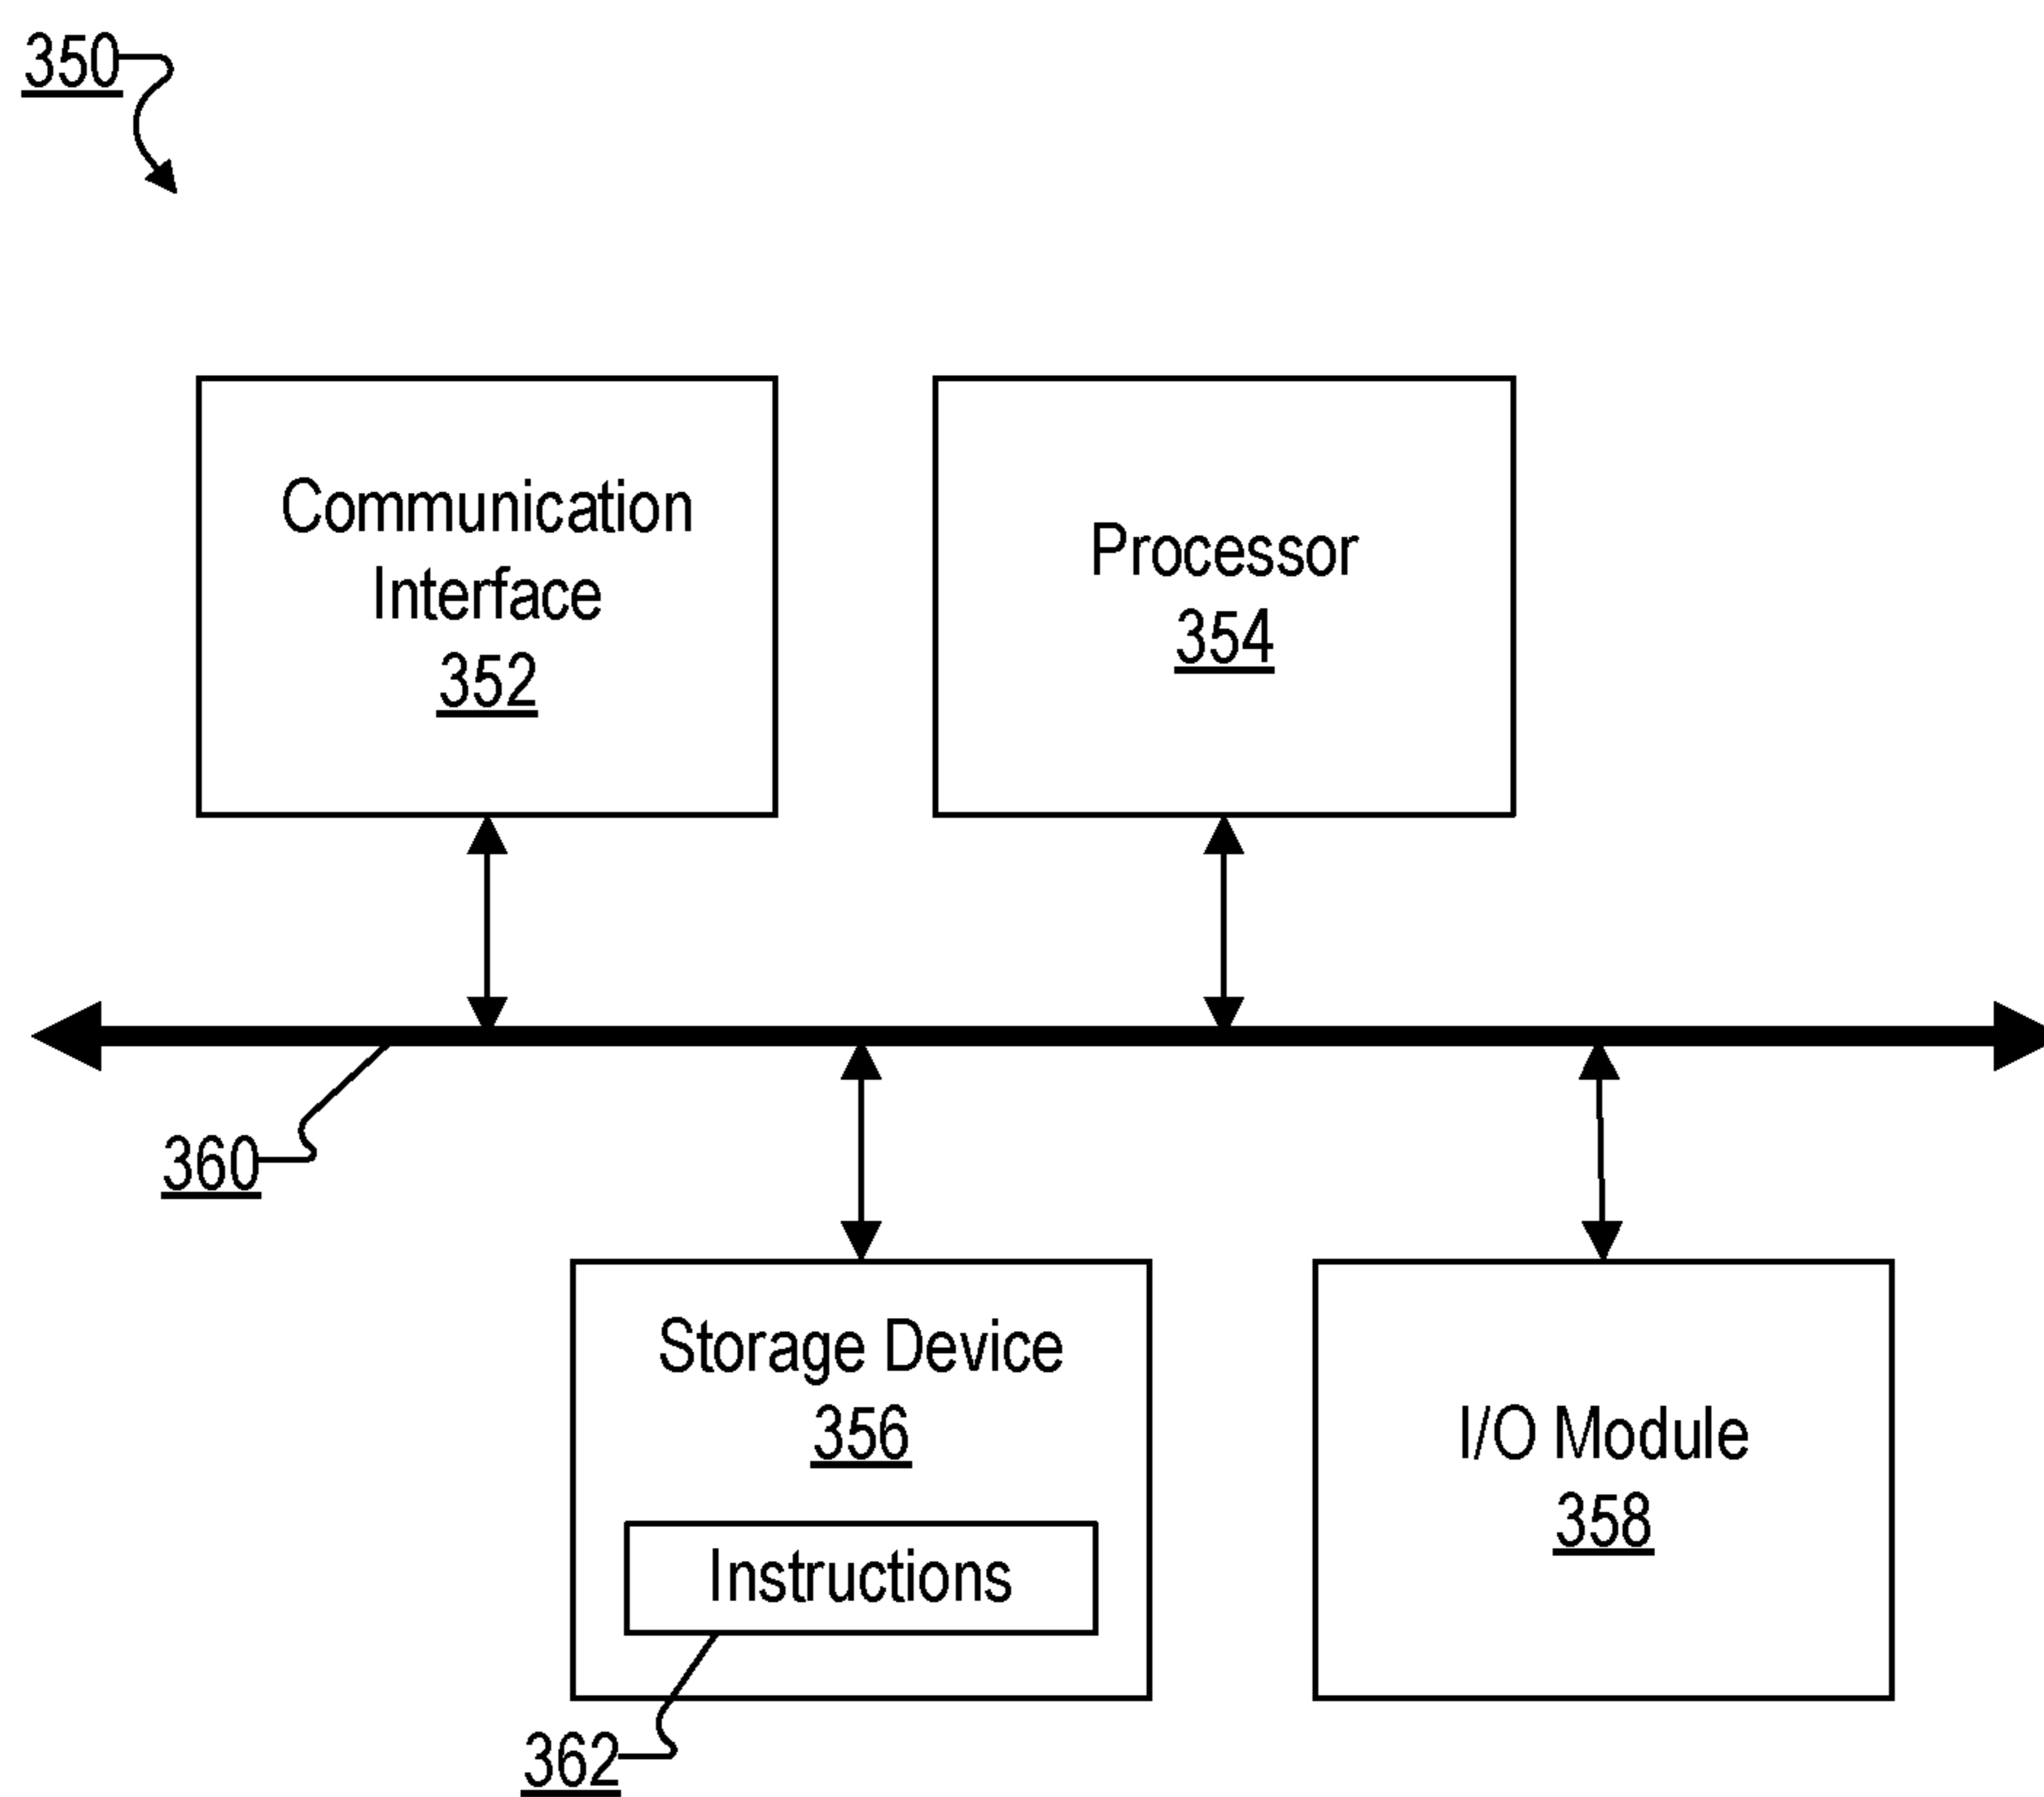 350
Communication
Interface
352
Processor
354
360
Storage Device
356
Instructions
362
I/O Module
358